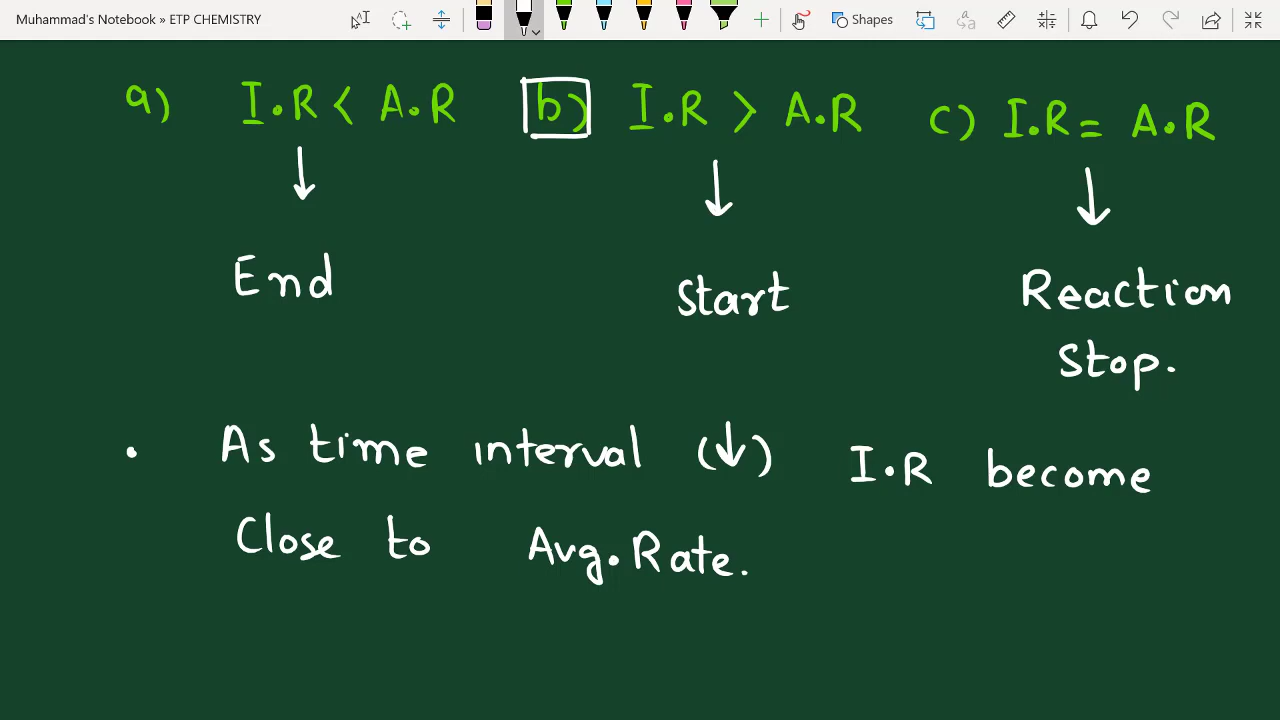 Muhammad's Notebook » ETP CHEMISTRY
Shapes
a) I.R < A.R b) I.R > A.R c) I.R = A.R
End Start Reaction
Stop.
• As time interval (↓) I.R become
Close to Avg. Rate.